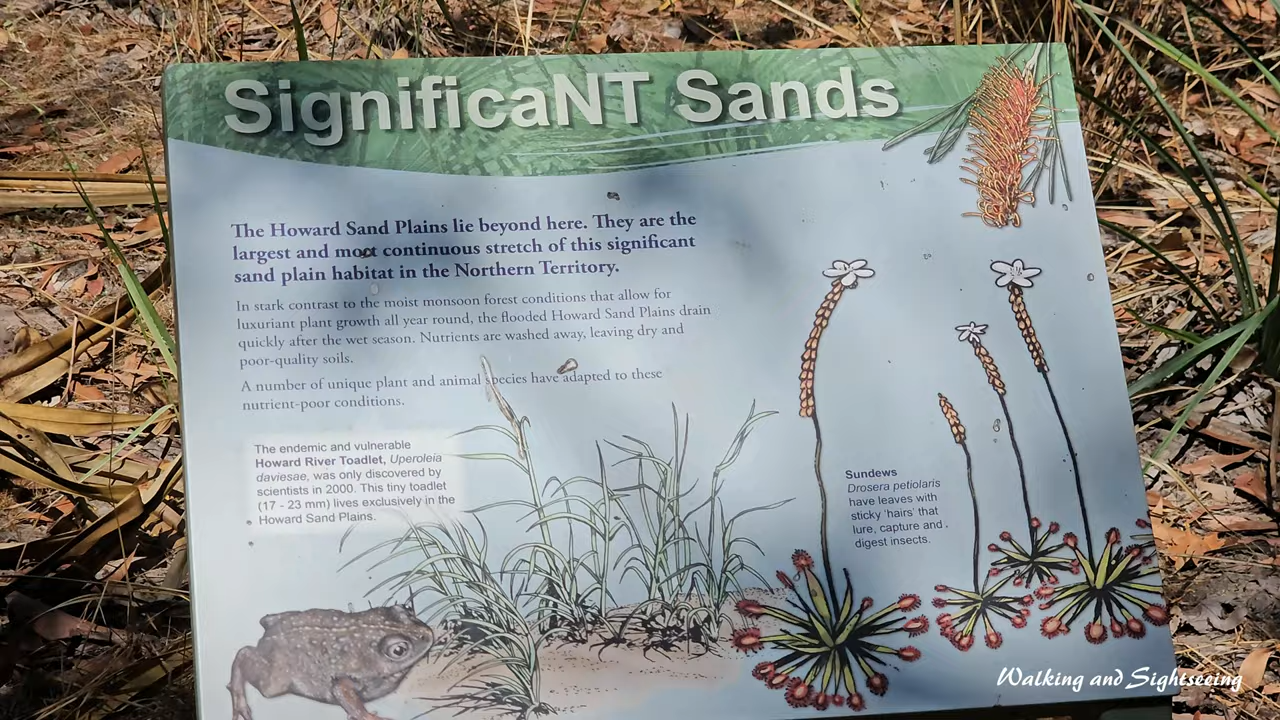 SignificaNT Sands
The Howard Sand Plains lie beyond here. They are the
largest and most continuous stretch of this significant
sand plain habitat in the Northern Territory.
In stark contrast to the moist monsoon forest conditions that allow for
luxuriant plant growth all year round, the flooded Howard Sand Plains drain
quickly after the wet season. Nutrients are washed away, leaving dry and
poor-quality soils.
A number of unique plant and animal species have adapted to these
nutrient-poor conditions.
The endemic and vulnerable
Howard River Toadlet, Uperoleia
daviesae, was only discovered by
scientists in 2000. This tiny toadlet
(17 - 23 mm) lives exclusively in the
Howard Sand Plains.
Sundews
Drosera petiolaris
have leaves with
sticky 'hairs' that
lure, capture and
digest insects.
Walking and Sightseeing